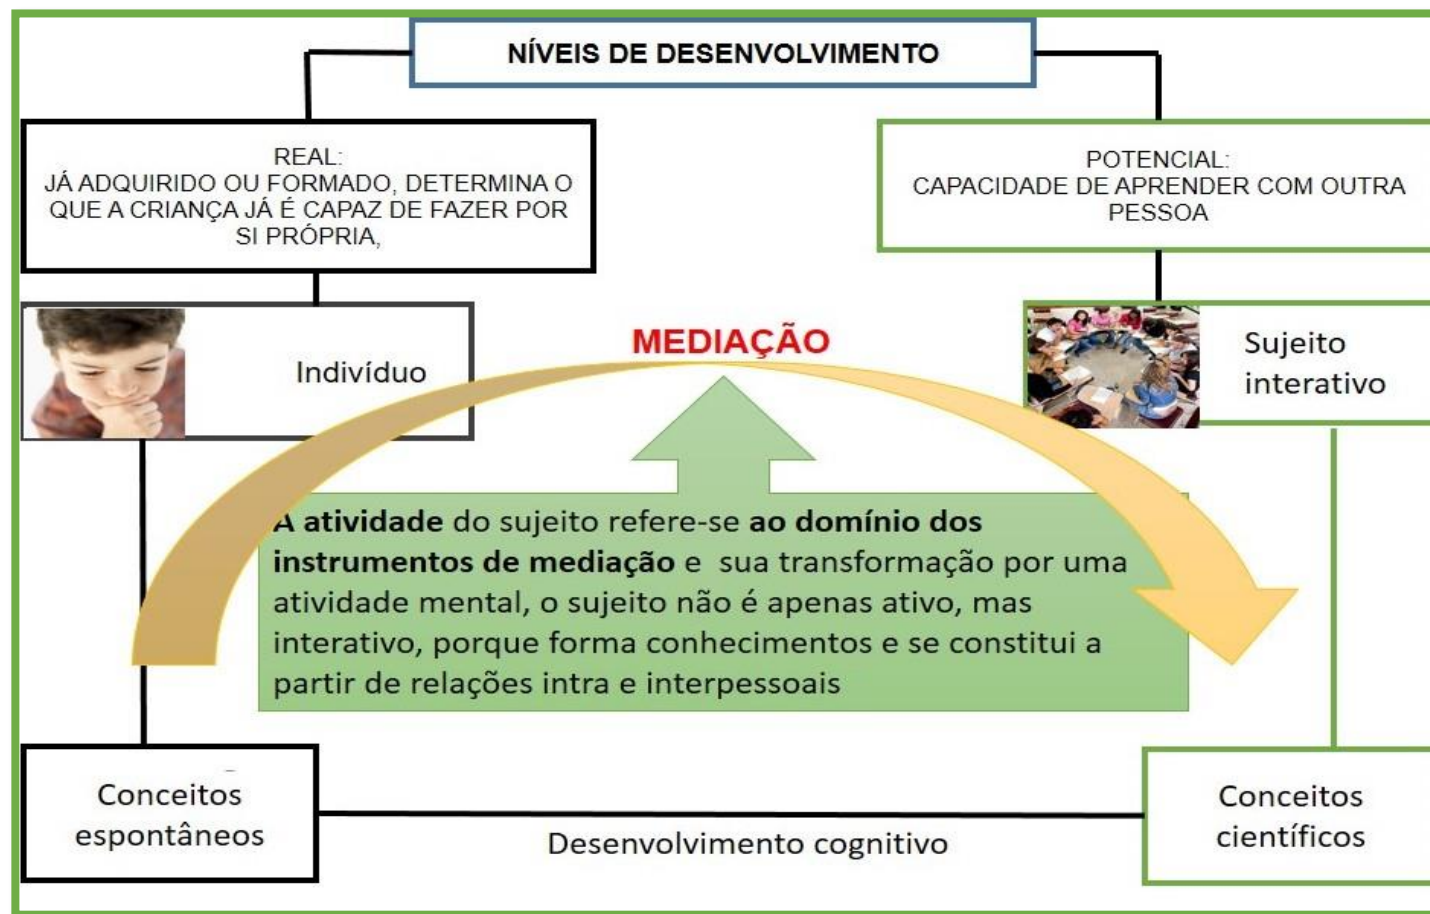 NÍVEIS DE DESENVOLVIMENTO
REAL:
JÁ ADQUIRIDO OU FORMADO, DETERMINA O
QUE A CRIANÇA JÁ É CAPAZ DE FAZER POR
SI PRÓPRIA,
POTENCIAL:
CAPACIDADE DE APRENDER COM OUTRA
PESSOA
Indivíduo
MEDIAÇÃO
Sujeito
interativo
A atividade do sujeito refere-se ao domínio dos
instrumentos de mediação e sua transformação por uma
atividade mental, o sujeito não é apenas ativo, mas
interativo, porque forma conhecimentos e se constitui a
partir de relações intra e interpessoais
Conceitos
espontâneos
Desenvolvimento cognitivo
Conceitos
científicos